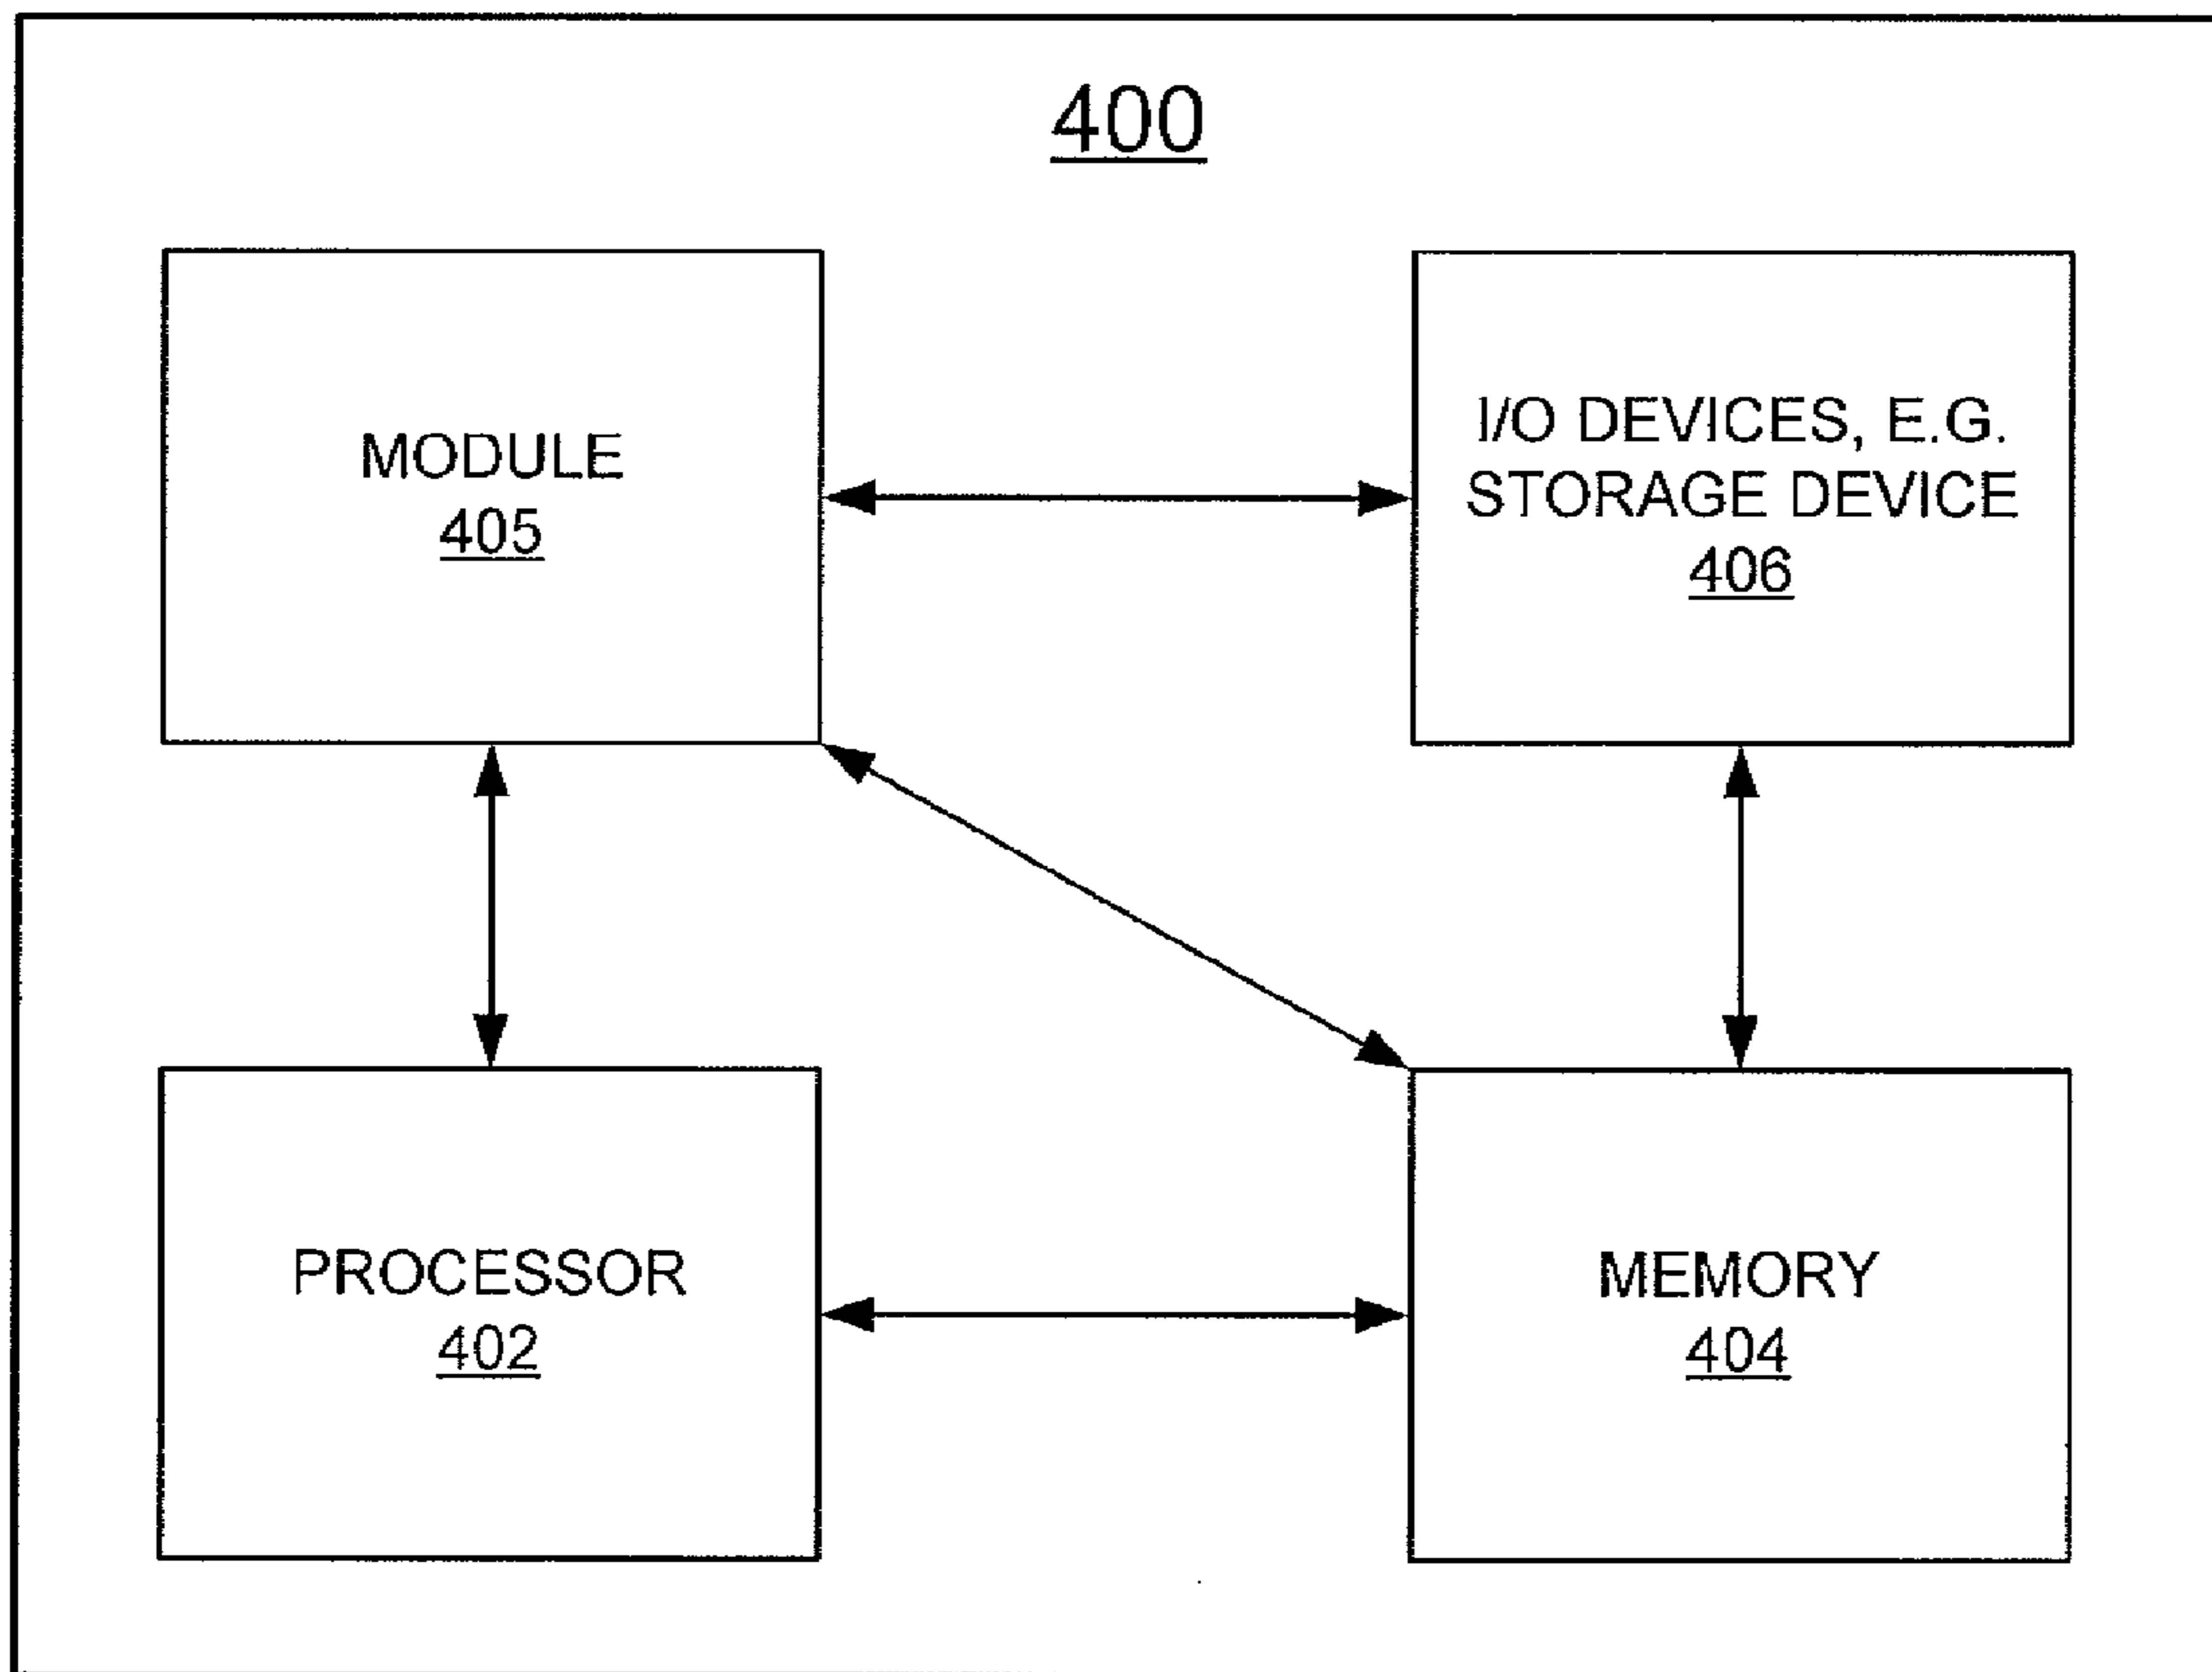 400
MODULE
405
I/O DEVICES, E.G.
STORAGE DEVICE
406
PROCESSOR
402
MEMORY
404